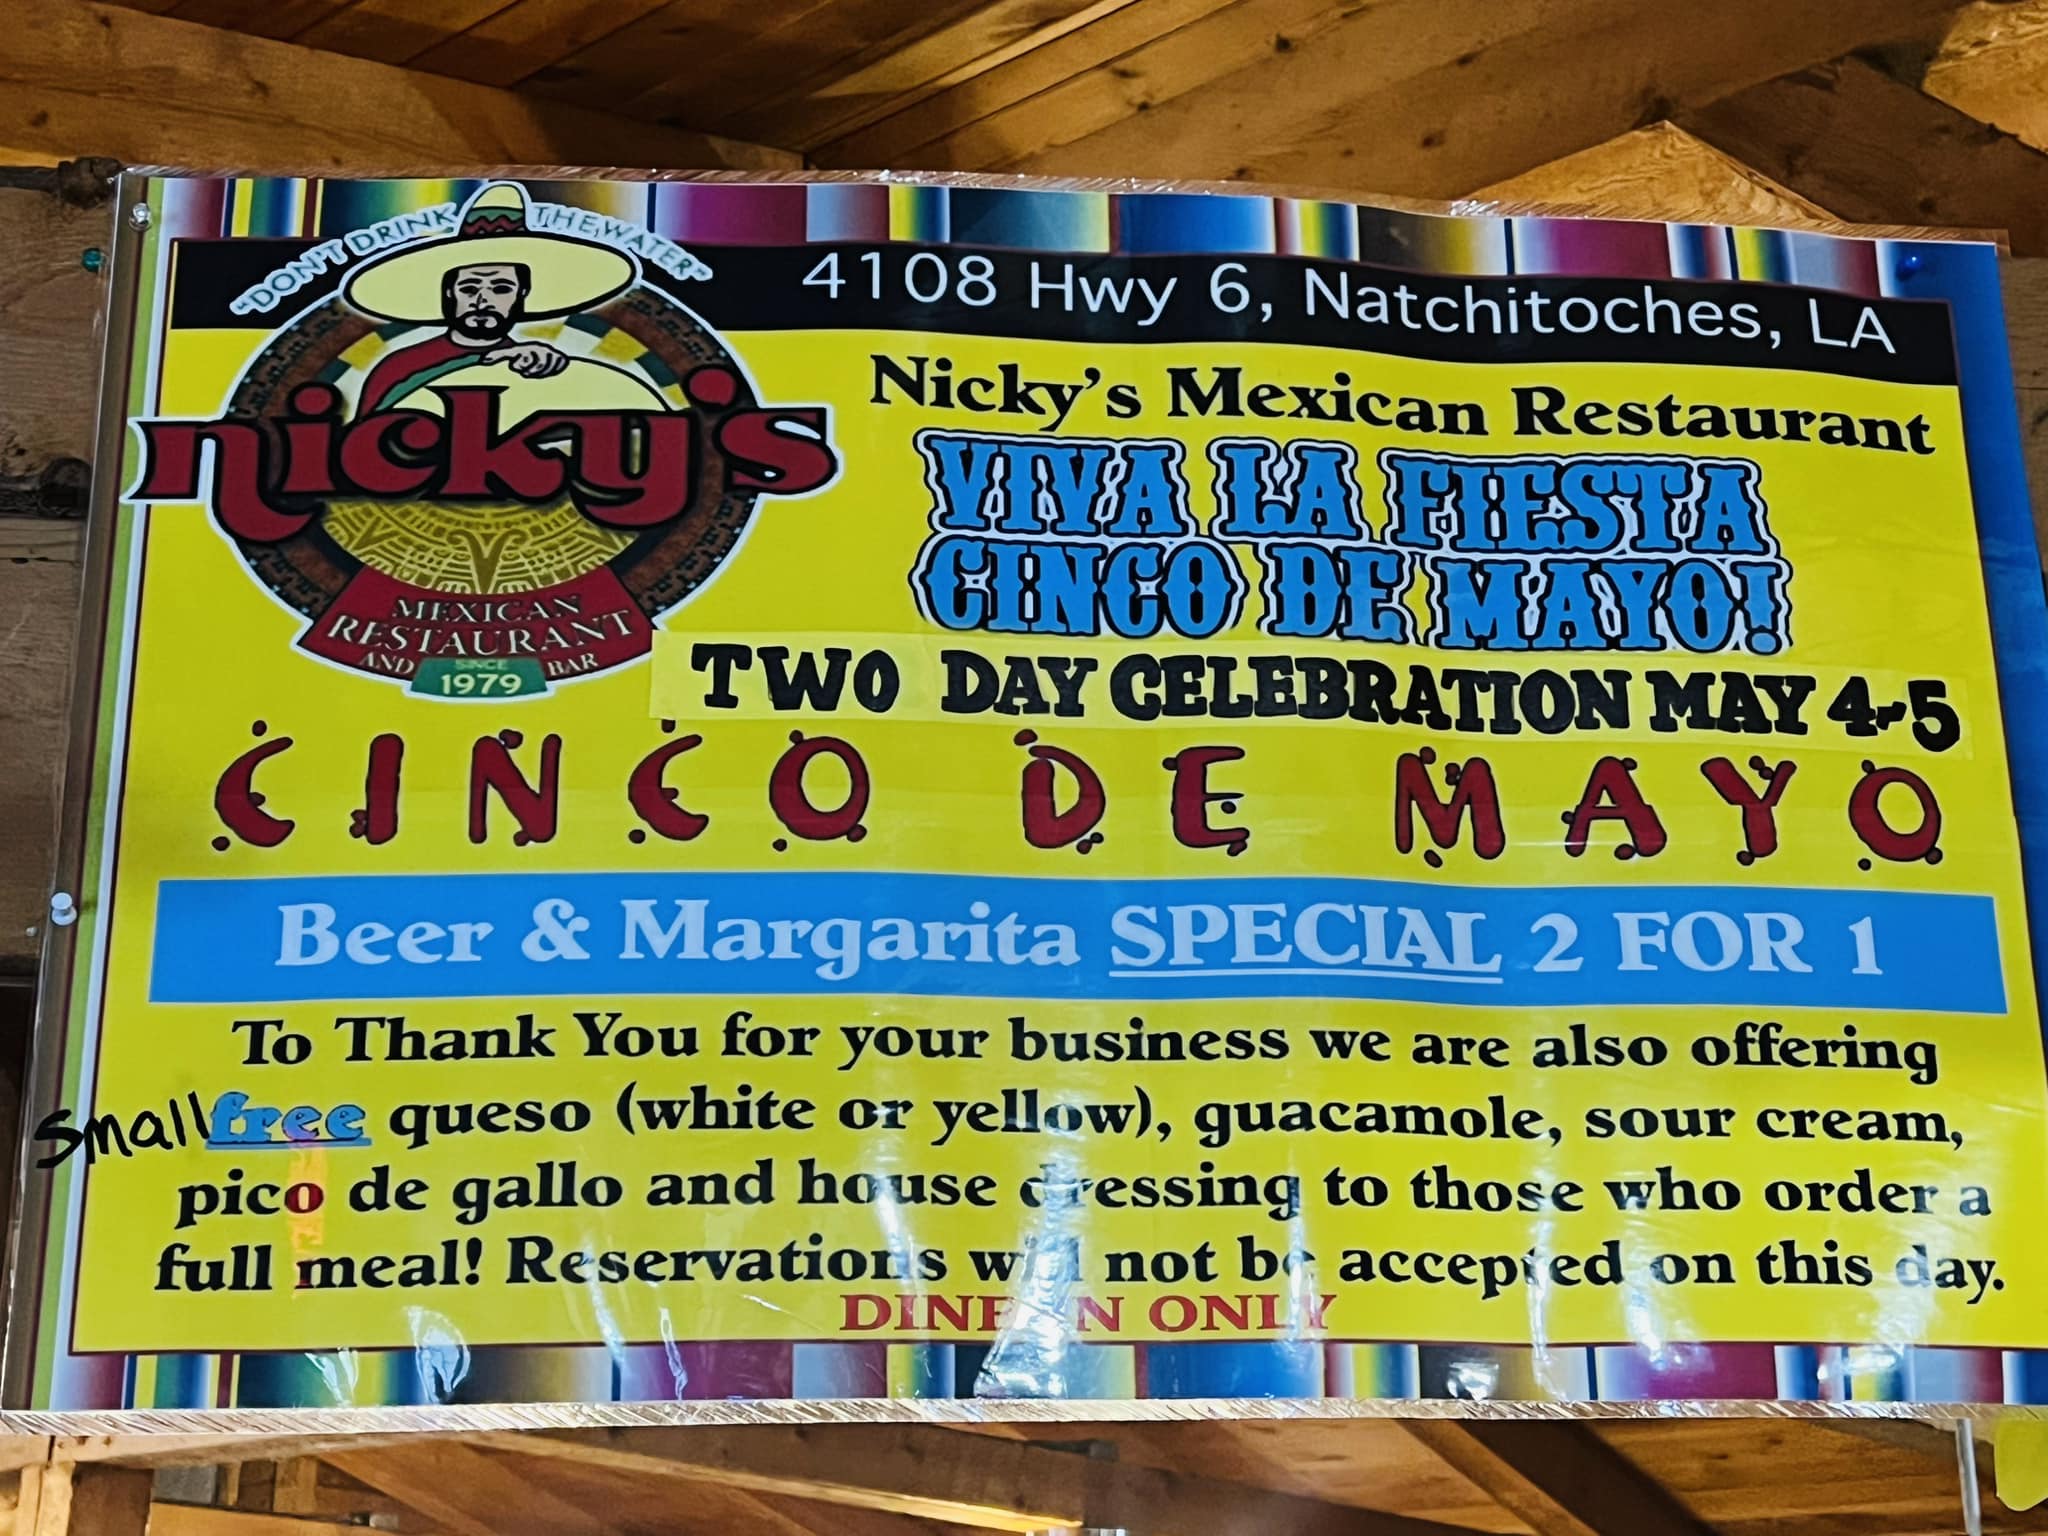 "DON'T DRINK THE WATER"
nicky's
MEXICAN
RESTAURANT
AND BAR
SINCE
1979
4108 Hwy 6, Natchitoches, LA
Nicky's Mexican Restaurant
VIVA LA FIESTA
CINCO DE MAYO!
TWO DAY CELEBRATION MAY 4-5
CINCO DE MAYO
Beer & Margarita SPECIAL 2 FOR 1
To Thank You for your business we are also offering
Small free queso (white or yellow), guacamole, sour cream,
pico de gallo and house dressing to those who order a
full meal! Reservations will not be accepted on this day.
DINE IN ONLY